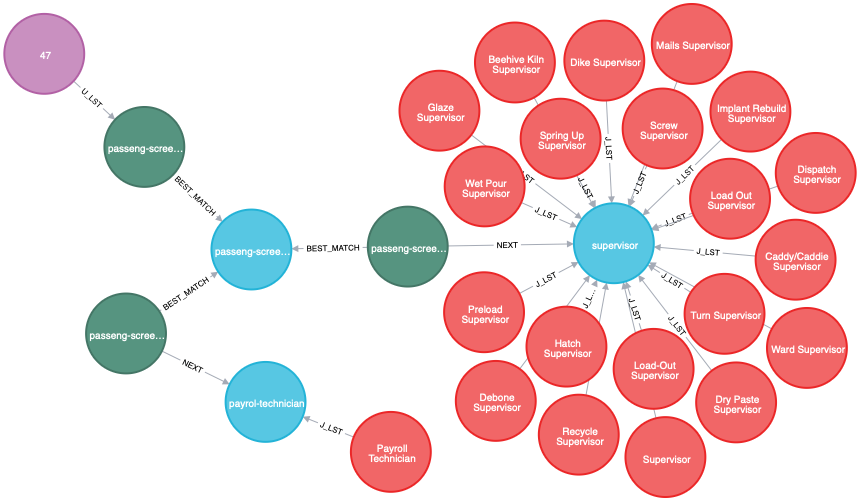 47
U_LST
passeng-scree...
BEST_MATCH
passeng-scree...
BEST_MATCH
passeng-scree...
NEXT
BEST_MATCH
passeng-scree...
NEXT
payrol-technician
J_LST
Payroll
Technician
supervisor
Mails Supervisor
Dike Supervisor
Beehive Kiln
Supervisor
Glaze
Supervisor
Spring Up
Supervisor
Screw
Supervisor
Implant Rebuild
Supervisor
Dispatch
Supervisor
Wet Pour
Supervisor
Load Out
Supervisor
Caddy/Caddie
Supervisor
Preload
Supervisor
Turn Supervisor
Ward Supervisor
Hatch
Supervisor
Load-Out
Supervisor
Dry Paste
Supervisor
Debone
Supervisor
Recycle
Supervisor
Supervisor
J_LST
J_LST
J_LST
J_LST
J_LST
J_LST
J_LST
J_LST
J_LST
J_LST
J_LST
J_L...